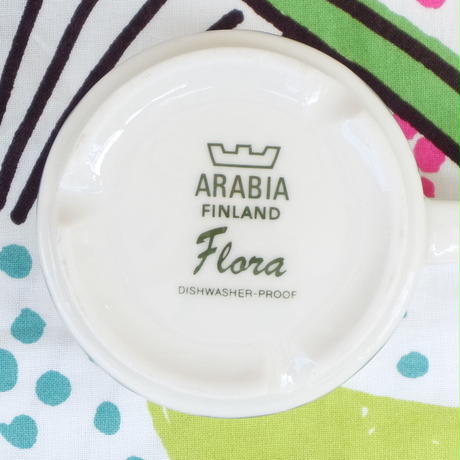 ARABIA
FINLAND
Flora
DISHWASHER-PROOF